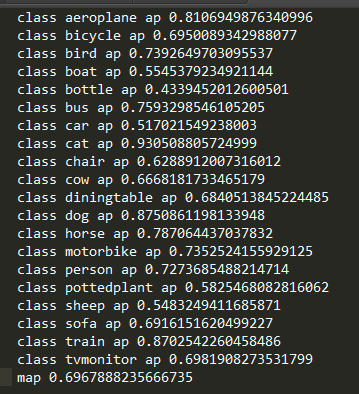 class aeroplane ap 0.8106949876340996
class bicycle ap 0.6950089342988077
class bird ap 0.7392649703095537
class boat ap 0.5545379234921144
class bottle ap 0.4339452012600501
class bus ap 0.7593298546105205
class car ap 0.517021549238003
class cat ap 0.930508805724999
class chair ap 0.6288912007316012
class cow ap 0.6668181733465179
class diningtable ap 0.6840513845224485
class dog ap 0.8750861198133948
class horse ap 0.787064437037832
class motorbike ap 0.7352524155929125
class person ap 0.7273685488214714
class pottedplant ap 0.5825468082816062
class sheep ap 0.5483249411685871
class sofa ap 0.6916151620499227
class train ap 0.8702542260458486
class tvmonitor ap 0.6981908273531799
map 0.6967888235666735